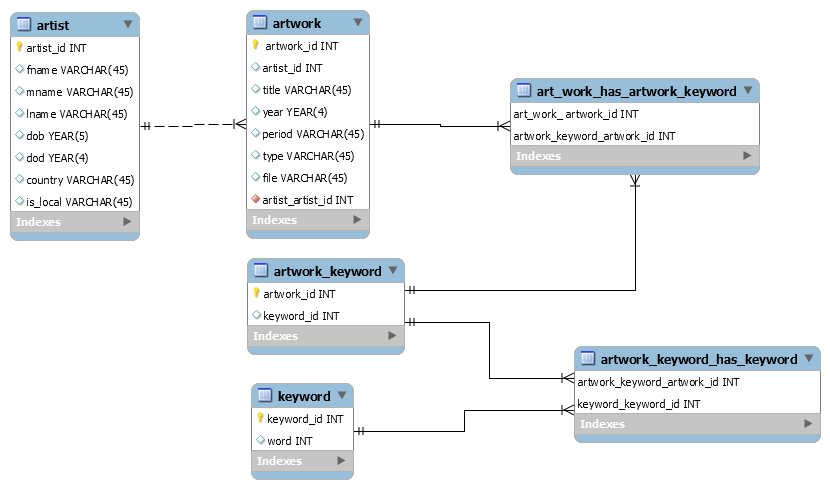 artist
artist_id INT
fname VARCHAR(45)
mname VARCHAR(45)
lname VARCHAR(45)
dob YEAR(5)
dod YEAR(4)
country VARCHAR(45)
is_local VARCHAR(45)
Indexes
artwork
artwork_id INT
artist_id INT
title VARCHAR(45)
year YEAR(4)
period VARCHAR(45)
type VARCHAR(45)
file VARCHAR(45)
artist_artist_id INT
Indexes
art_work_has_artwork_keyword
art_work_ artwork_id INT
artwork_keyword_artwork_id INT
Indexes
artwork_keyword
artwork_id INT
keyword_id INT
Indexes
artwork_keyword_has_keyword
artwork_keyword_artwork_id INT
keyword_keyword_id INT
Indexes
keyword
keyword_id INT
word INT
Indexes